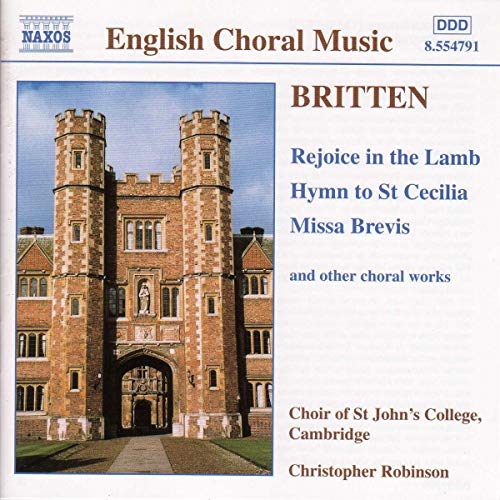 NAXOS
English Choral Music
DDD
8.554791
BRITTEN
Rejoice in the Lamb
Hymn to St Cecilia
Missa Brevis
and other choral works
Choir of St John's College,
Cambridge
Christopher Robinson